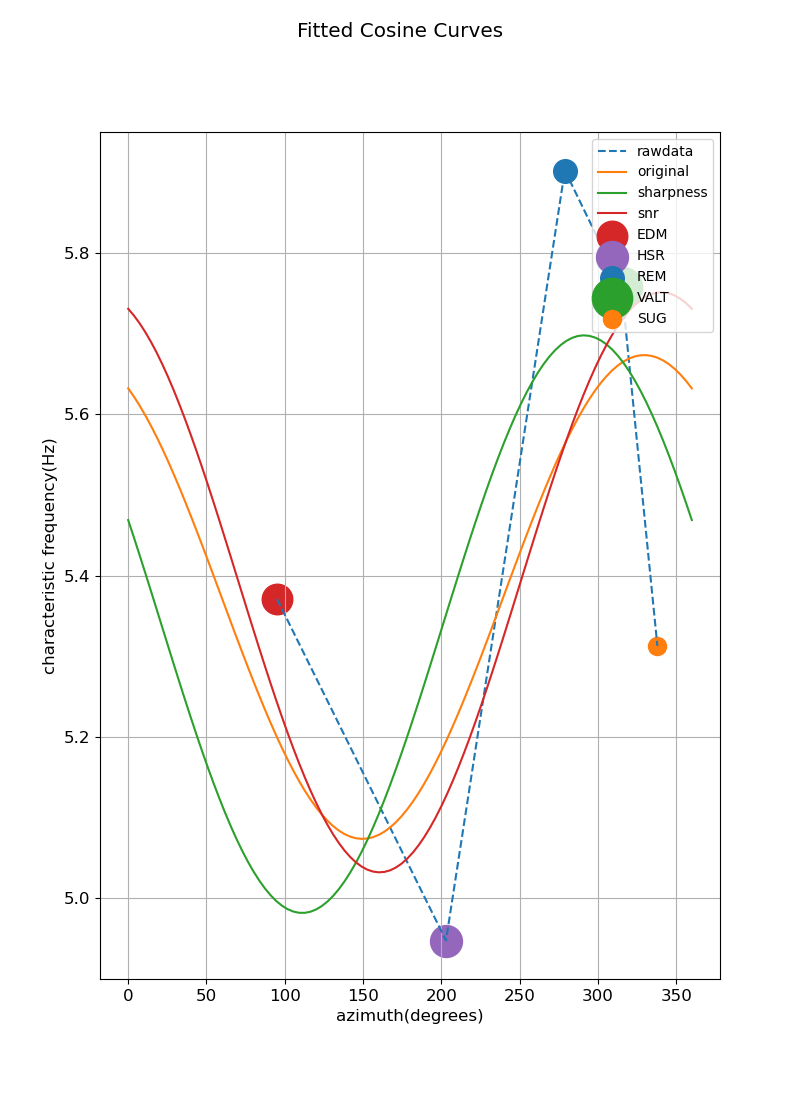 Fitted Cosine Curves
rawdata
original
sharpness
snr
EDM
HSR
REM
VALT
SUG
characteristic frequency(Hz)
5.8
5.6
5.4
5.2
5.0
0 50 100 150 200 250 300 350
azimuth(degrees)